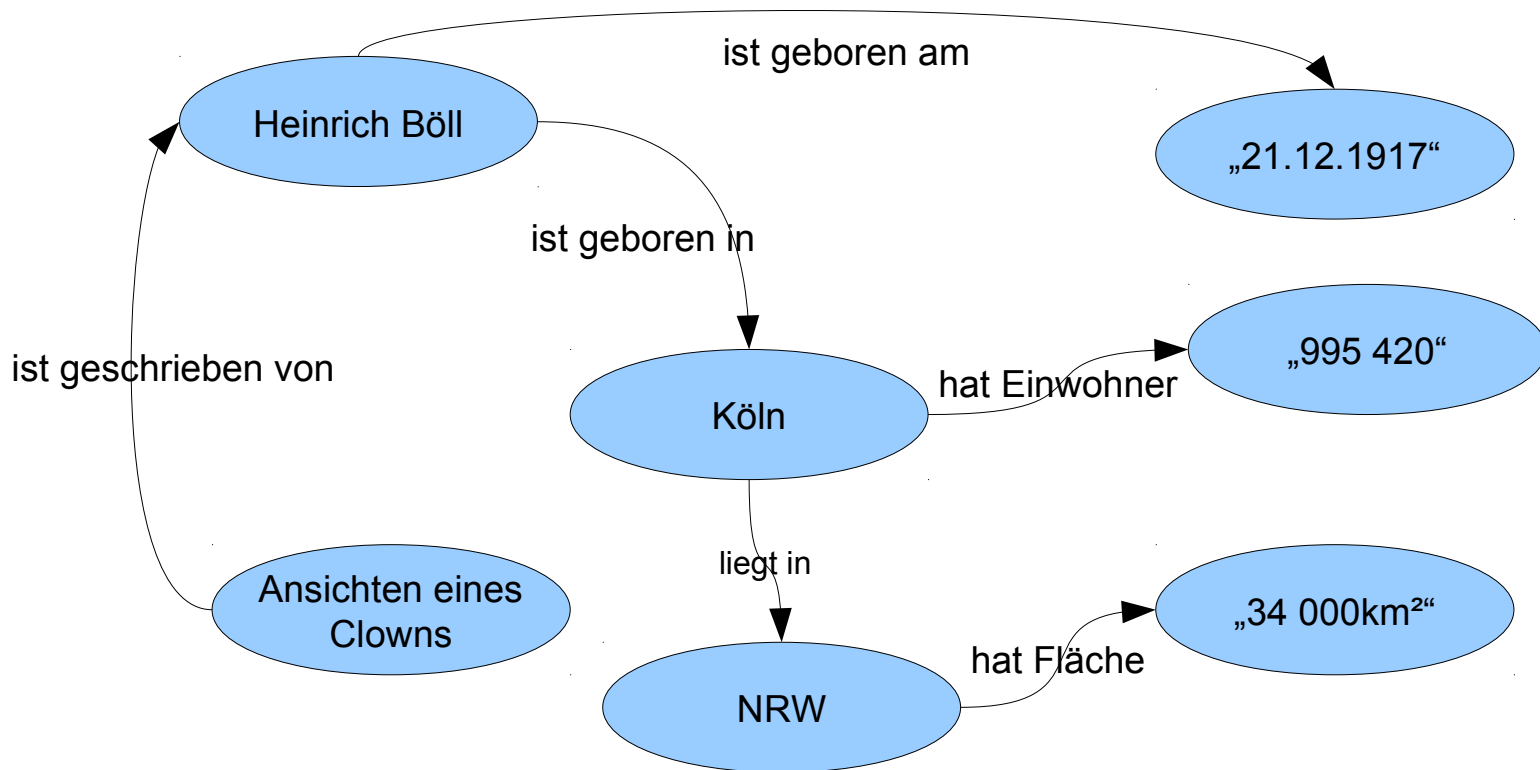 ist geboren am
Heinrich Böll
„21.12.1917“
ist geboren in
„995 420“
ist geschrieben von
hat Einwohner
Köln
liegt in
Ansichten eines
Clowns
„34 000km²“
hat Fläche
NRW